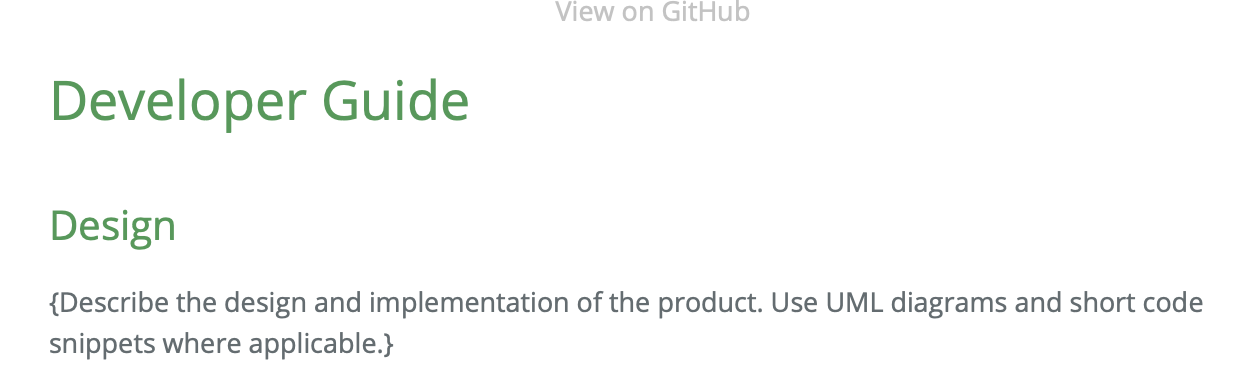 View on GitHub
Developer Guide
Design
{Describe the design and implementation of the product. Use UML diagrams and short code
snippets where applicable.}